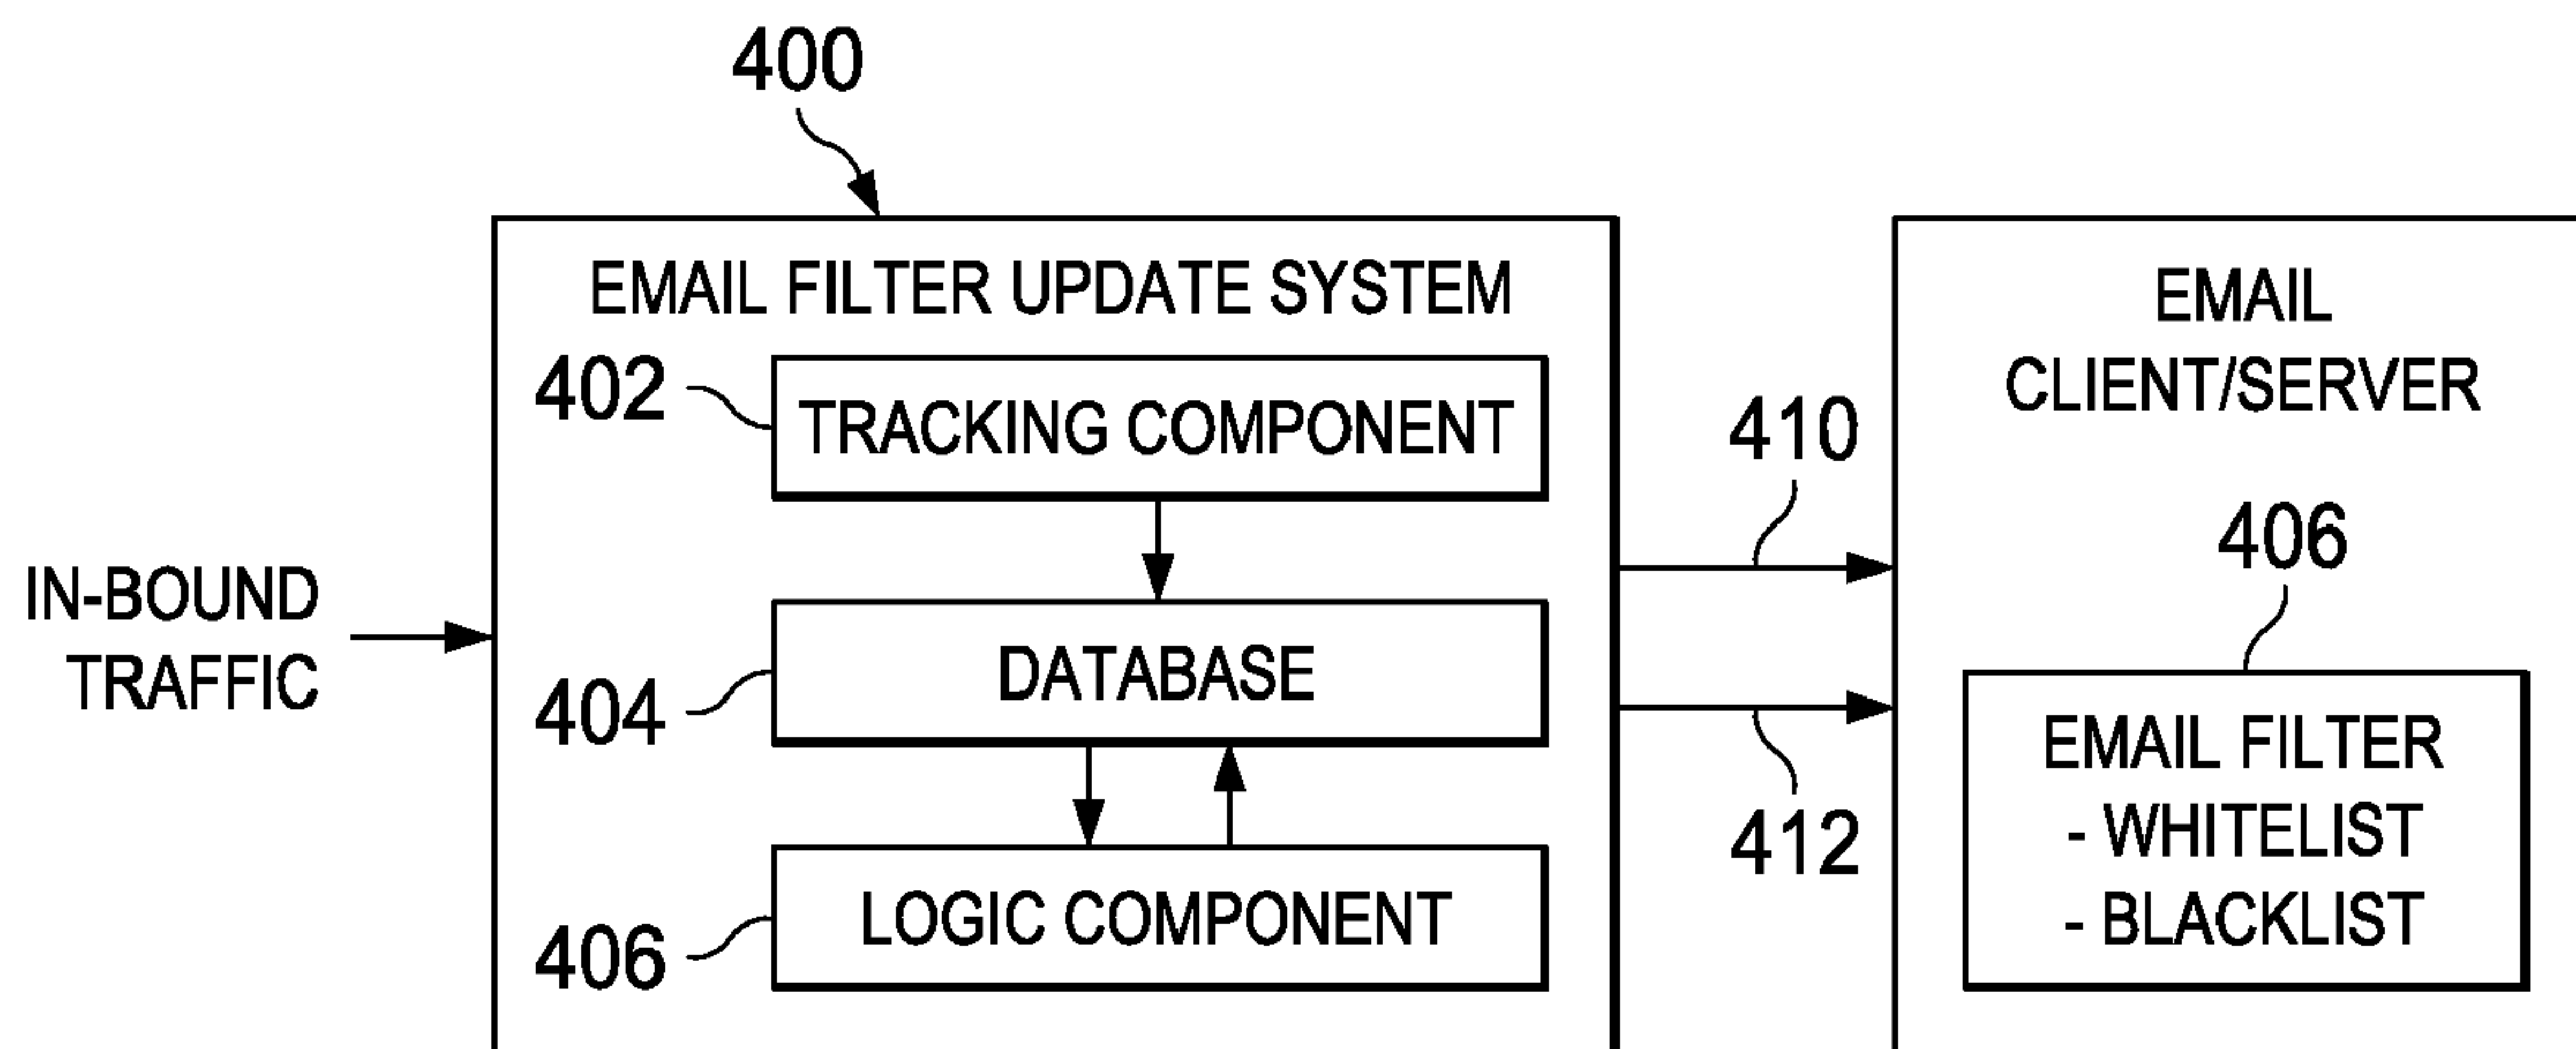 400
EMAIL FILTER UPDATE SYSTEM
402
TRACKING COMPONENT
IN-BOUND
TRAFFIC
404
DATABASE
406
LOGIC COMPONENT
410
412
EMAIL
CLIENT/SERVER
406
EMAIL FILTER
- WHITELIST
- BLACKLIST